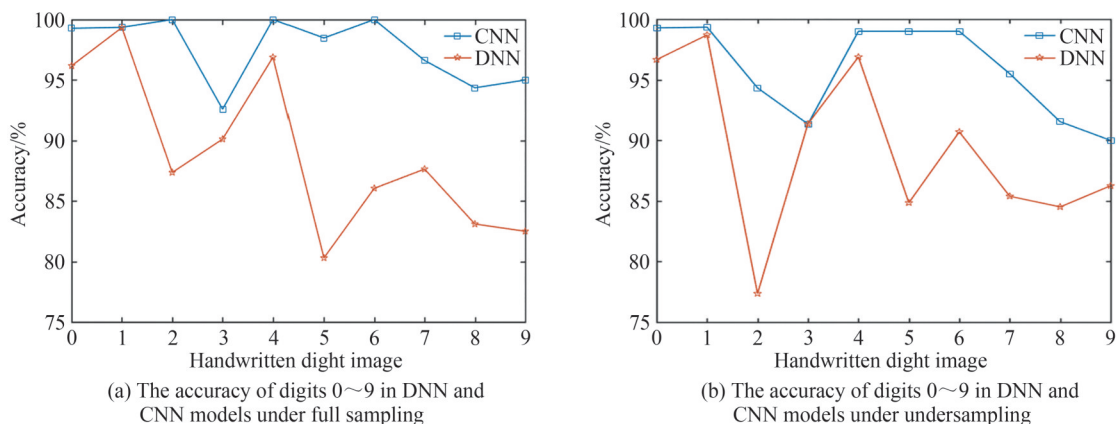 100
95
90
85
80
75
Accuracy/%
CNN
DNN
0 1 2 3 4 5 6 7 8 9
Handwritten dight image
(a) The accuracy of digits 0～9 in DNN and
CNN models under full sampling
100
95
90
85
80
75
Accuracy/%
CNN
DNN
0 1 2 3 4 5 6 7 8 9
Handwritten dight image
(b) The accuracy of digits 0～9 in DNN and
CNN models under undersampling